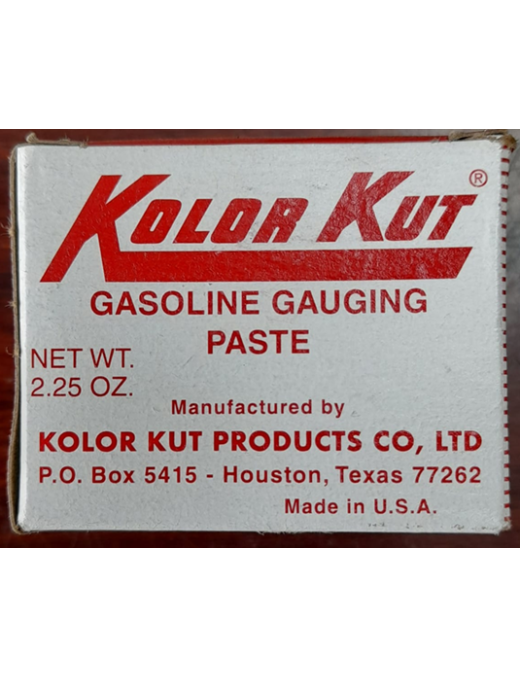 KOLOR KUT ®
GASOLINE GAUGING
PASTE
NET WT.
2.25 OZ.
Manufactured by
KOLOR KUT PRODUCTS CO, LTD
P.O. Box 5415 - Houston, Texas 77262
Made in U.S.A.